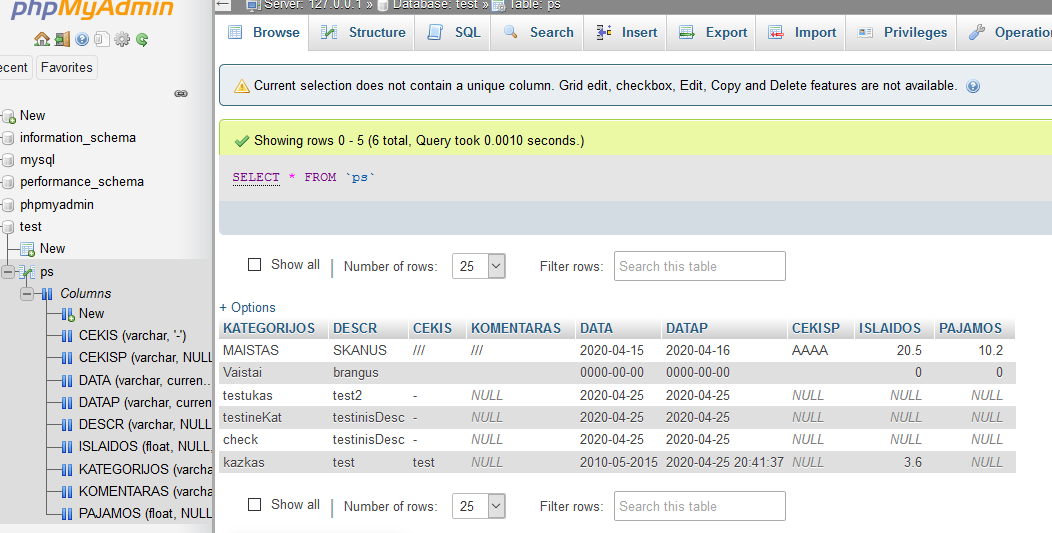 phpMyAdmin
Server: 127.0.0.1 » Database: test » Table: ps
Browse Structure SQL Search Insert Export Import Privileges Operatio
ecent Favorites
Current selection does not contain a unique column. Grid edit, checkbox, Edit, Copy and Delete features are not available.
New
information_schema
mysql
performance_schema
phpmyadmin
test
New
ps
Columns
New
CEKIS (varchar, '-')
CEKISP (varchar, NULL
DATA (varchar, curren...
DATAP (varchar, current
DESCR (varchar, NULL
ISLAIDOS (float, NULL,
KATEGORIJOS (varcha
KOMENTARAS (varcha
PAJAMOS (float, NULL
Showing rows 0 - 5 (6 total, Query took 0.0010 seconds.)
SELECT * FROM `ps`
Show all | Number of rows: 25 Filter rows: Search this table
+ Options
KATEGORIJOS DESCR CEKIS KOMENTARAS DATA DATAP CEKISP ISLAIDOS PAJAMOS
MAISTAS SKANUS /// /// 2020-04-15 2020-04-16 AAAA 20.5 10.2
Vaistai brangus 0000-00-00 0000-00-00 0 0
testukas test2 - NULL 2020-04-25 2020-04-25 NULL NULL NULL
testineKat testinisDesc - NULL 2020-04-25 2020-04-25 NULL NULL NULL
check testinisDesc - NULL 2020-04-25 2020-04-25 NULL NULL NULL
kazkas test test NULL 2010-05-2015 2020-04-25 20:41:37 NULL 3.6 NULL
Show all | Number of rows: 25 Filter rows: Search this table